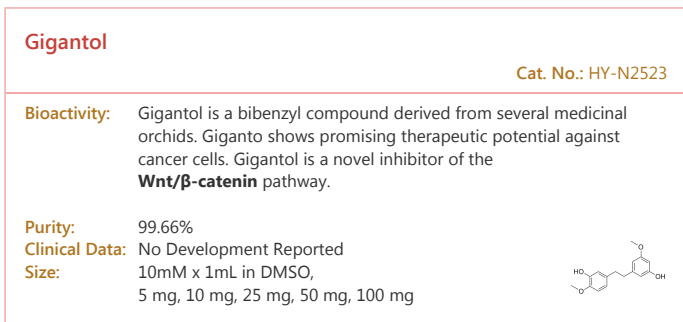 Gigantol
Cat. No.: HY-N2523
Bioactivity: Gigantol is a bibenzyl compound derived from several medicinal
orchids. Giganto shows promising therapeutic potential against
cancer cells. Gigantol is a novel inhibitor of the
Wnt/β-catenin pathway.
Purity: 99.66%
Clinical Data: No Development Reported
Size: 10mM x 1mL in DMSO,
5 mg, 10 mg, 25 mg, 50 mg, 100 mg
O
HO
OH
O